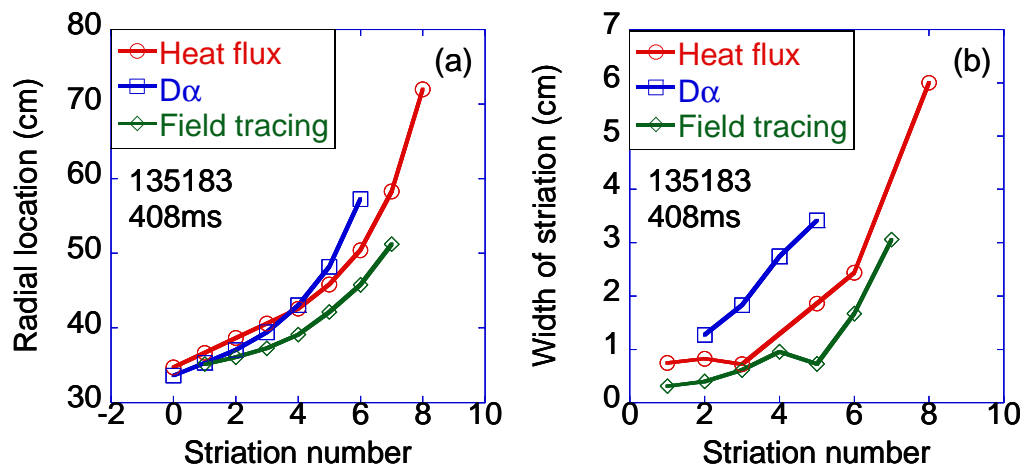 80
70
60
50
40
30
-2
0
2
4
6
8
10
Radial location (cm)
Striation number
Heat flux
Dα
Field tracing
(a)
135183
408ms
7
6
5
4
3
2
1
0
0
2
4
6
8
10
Width of striation (cm)
Striation number
Heat flux
Dα
Field tracing
(b)
135183
408ms